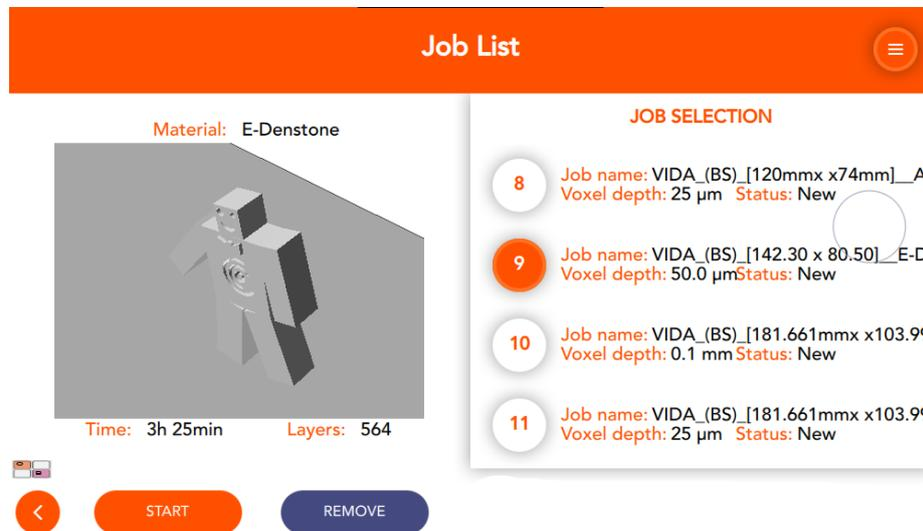 Job List
Material: E-Denstone
Time: 3h 25min Layers: 564
START REMOVE
JOB SELECTION
8 Job name: VIDA_(BS)_[120mmx x74mm]__A
Voxel depth: 25 µm Status: New
9 Job name: VIDA_(BS)_[142.30 x 80.50]__E-D
Voxel depth: 50.0 µmStatus: New
10 Job name: VIDA_(BS)_[181.661mmx x103.99
Voxel depth: 0.1 mm Status: New
11 Job name: VIDA_(BS)_[181.661mmx x103.99
Voxel depth: 25 µm Status: New